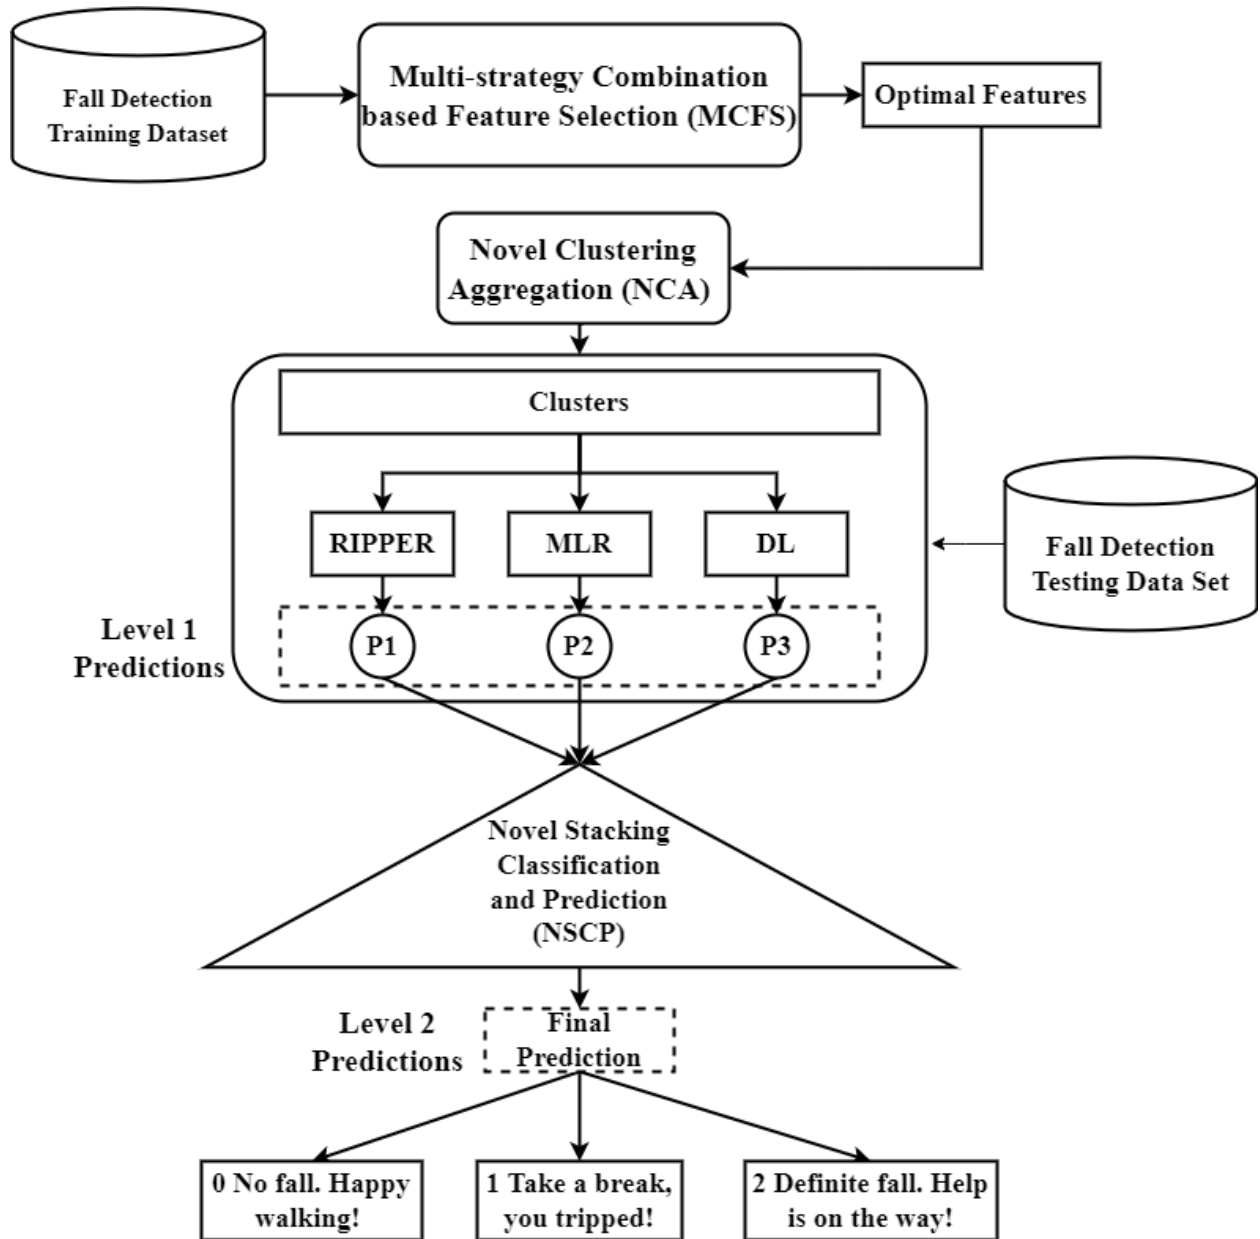 Fall Detection
Training Dataset
Multi-strategy Combination
based Feature Selection (MCFS)
Optimal Features
Novel Clustering
Aggregation (NCA)
Clusters
RIPPER
MLR
DL
Fall Detection
Testing Data Set
Level 1
Predictions
P1
P2
P3
Novel Stacking
Classification
and Prediction
(NSCP)
Level 2
Predictions
Final
Prediction
0 No fall. Happy
walking!
1 Take a break,
you tripped!
2 Definite fall. Help
is on the way!